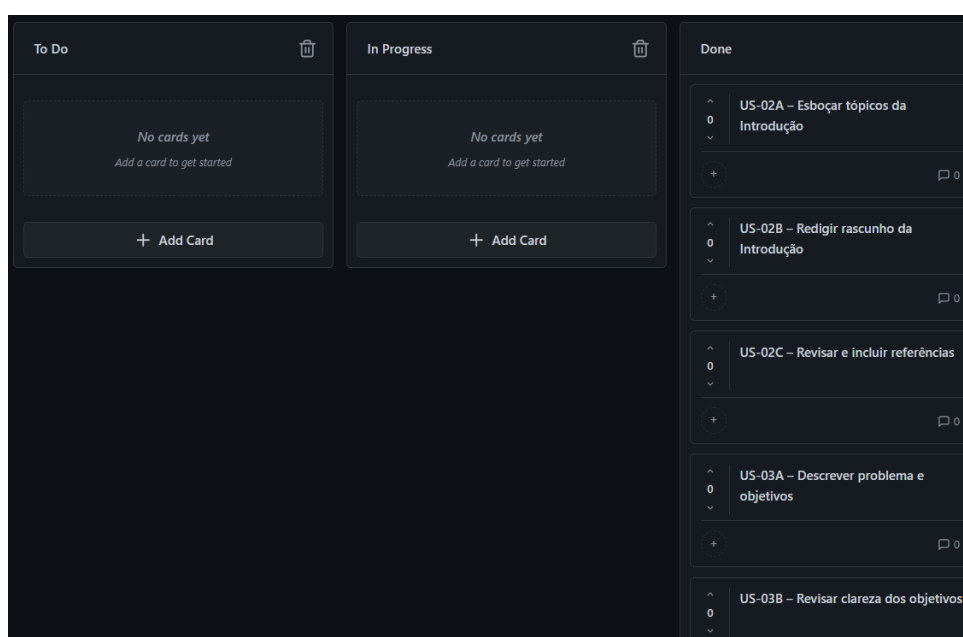 To Do
No cards yet
Add a card to get started
+ Add Card
In Progress
No cards yet
Add a card to get started
+ Add Card
Done
0
US-02A – Esboçar tópicos da
Introdução
+
0
0
US-02B – Redigir rascunho da
Introdução
+
0
0
US-02C – Revisar e incluir referências
+
0
0
US-03A – Descrever problema e
objetivos
+
0
0
US-03B – Revisar clareza dos objetivos